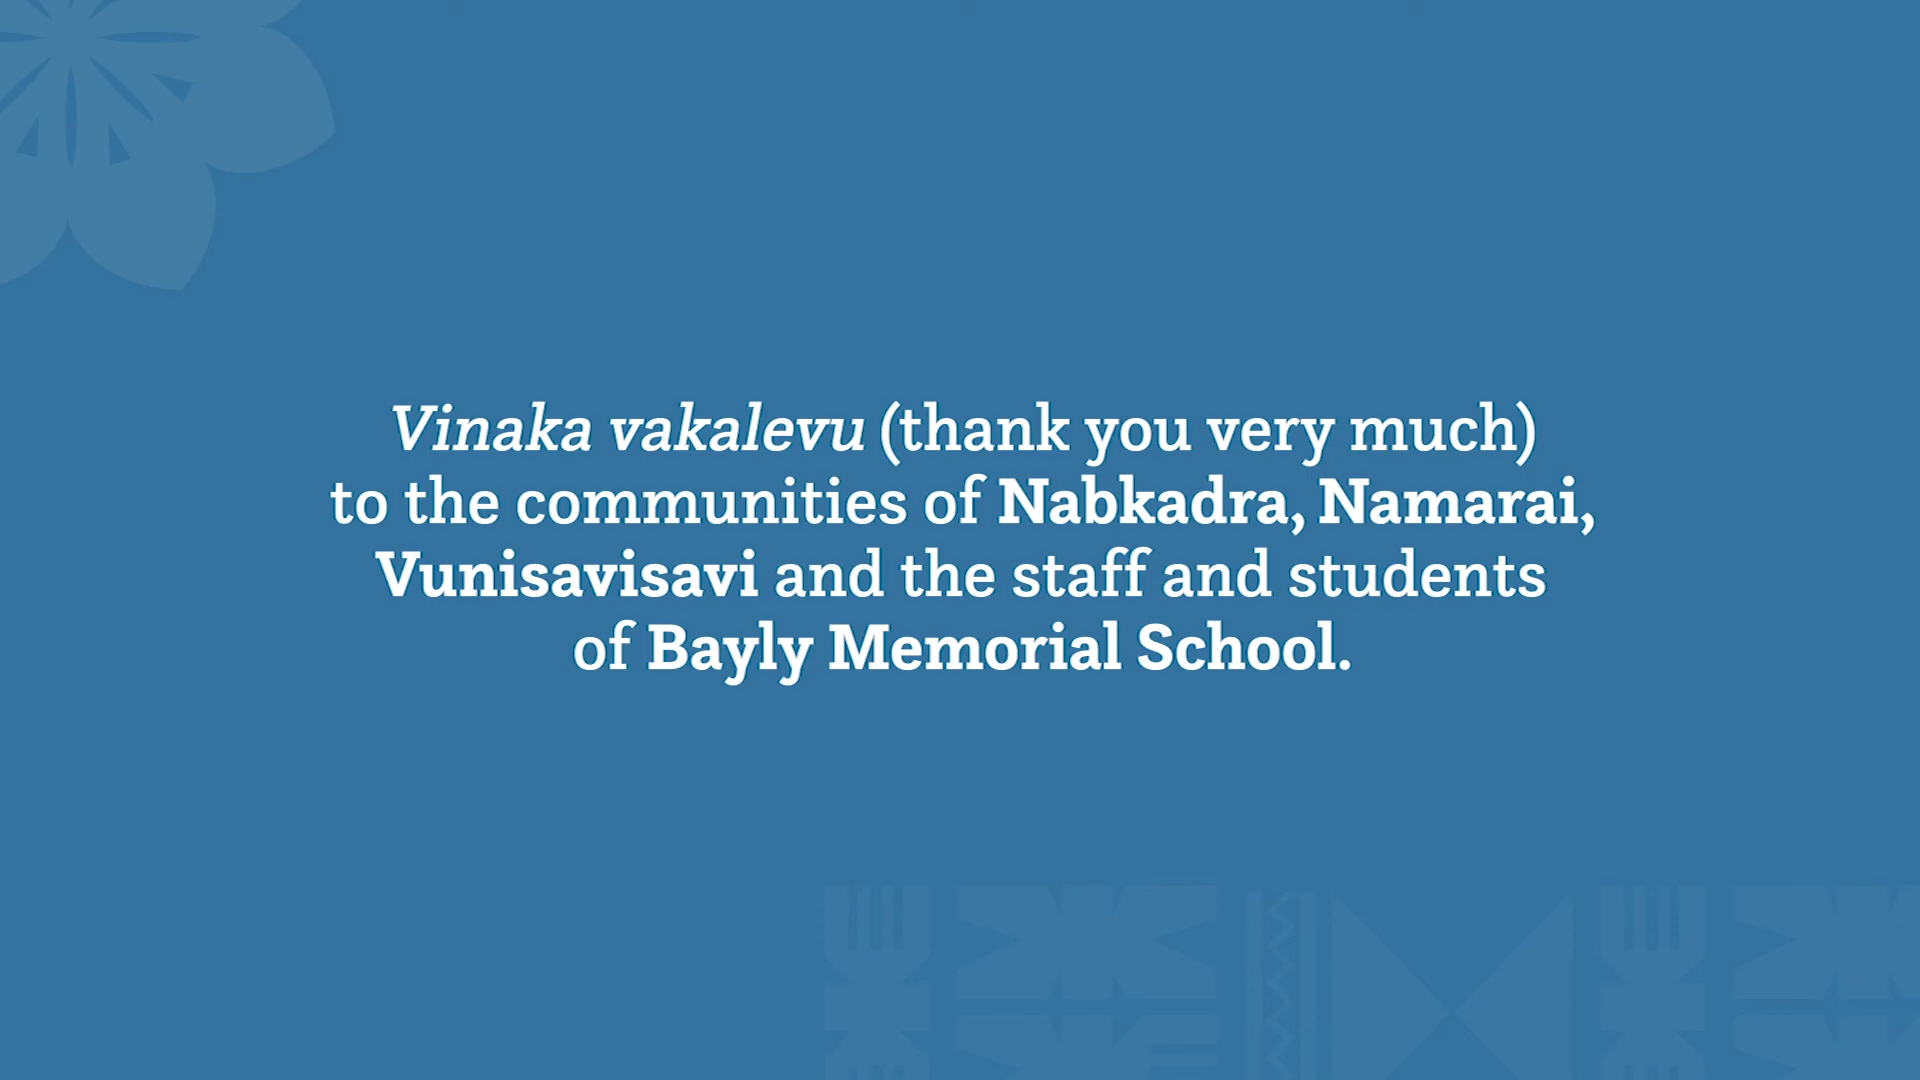 Vinaka vakalevu (thank you very much)
to the communities of Nabkadra, Namarai,
Vunisavisavi and the staff and students
of Bayly Memorial School.